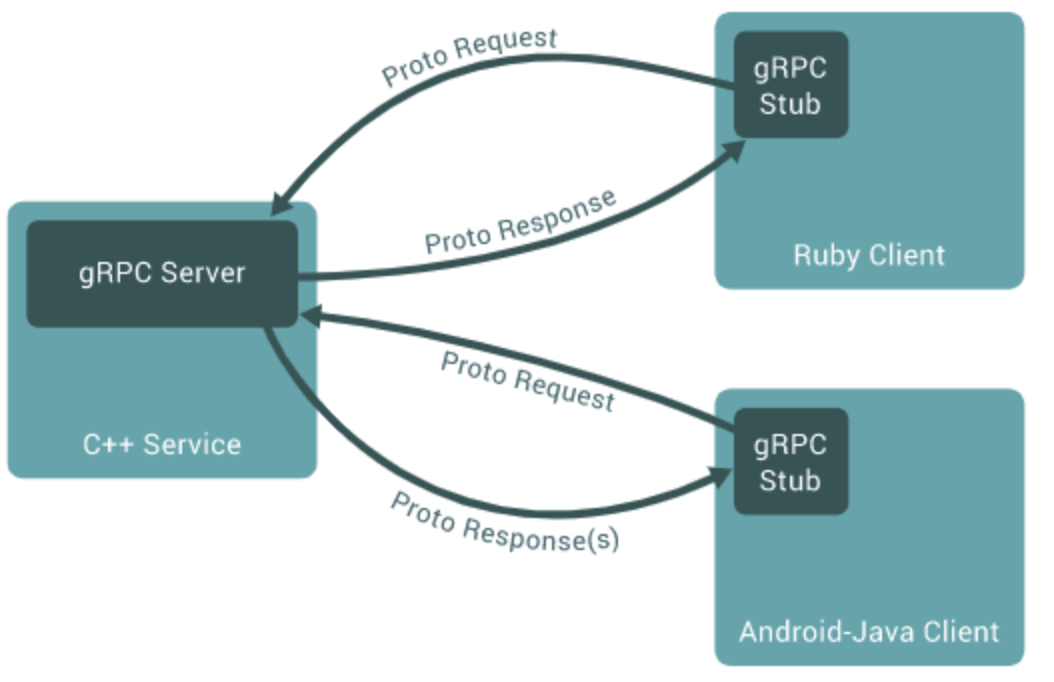 Proto Request
gRPC
Stub
Proto Response
Ruby Client
gRPC Server
C++ Service
Proto Request
gRPC
Stub
Proto Response(s)
Android-Java Client